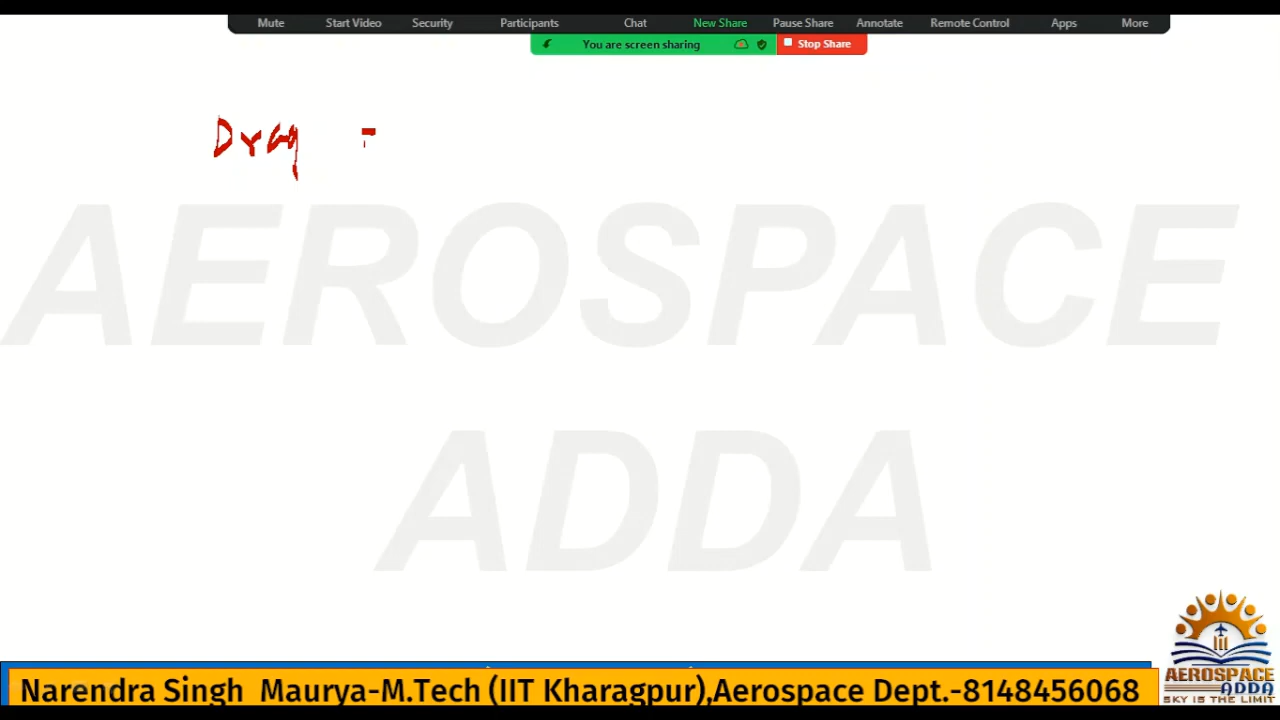 Mute Start Video Security Participants Chat New Share Pause Share Annotate Remote Control Apps More
You are screen sharing Stop Share
Drag
AEROSPACE
ADDA
AEROSPACE
ADDA
SKY IS THE LIMIT
Narendra Singh Maurya-M.Tech (IIT Kharagpur),Aerospace Dept.-8148456068